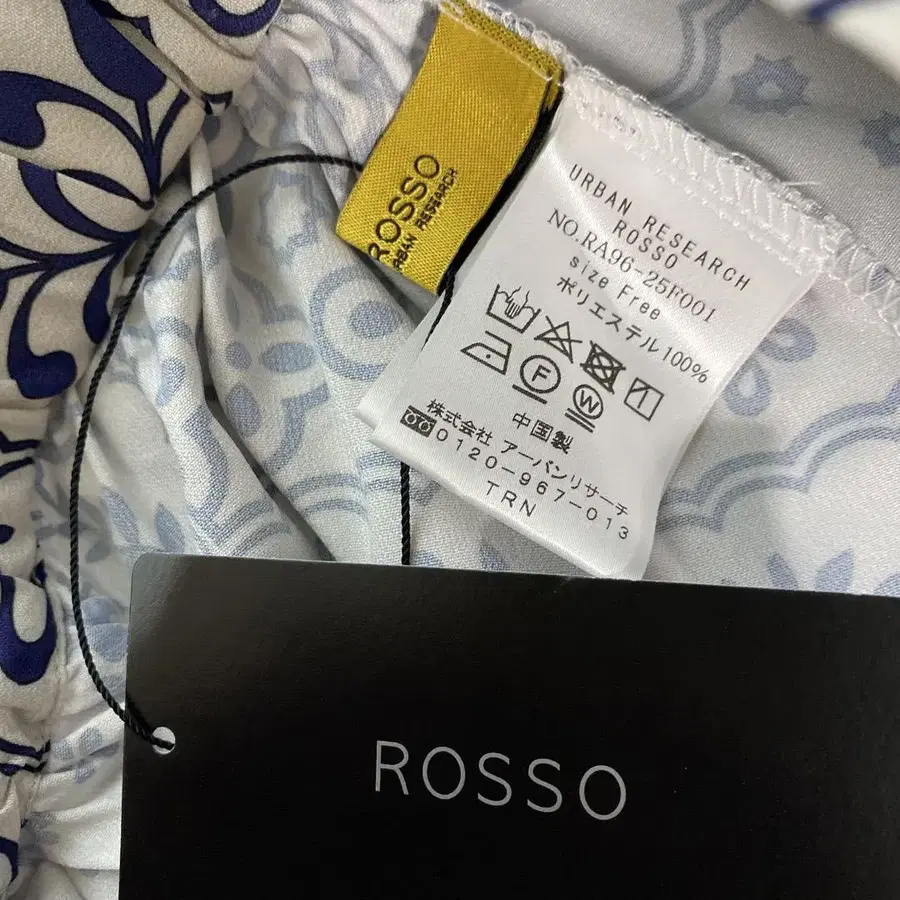 ROSSO
URBAN RESEARCH
URBAN RESEARCH
ROSSO
NO.RA96-25F001
size Free
ポリエステル100%
F
W
中国製
株式会社 アーバンリサーチ
0120-967-013
TRN
ROSSO